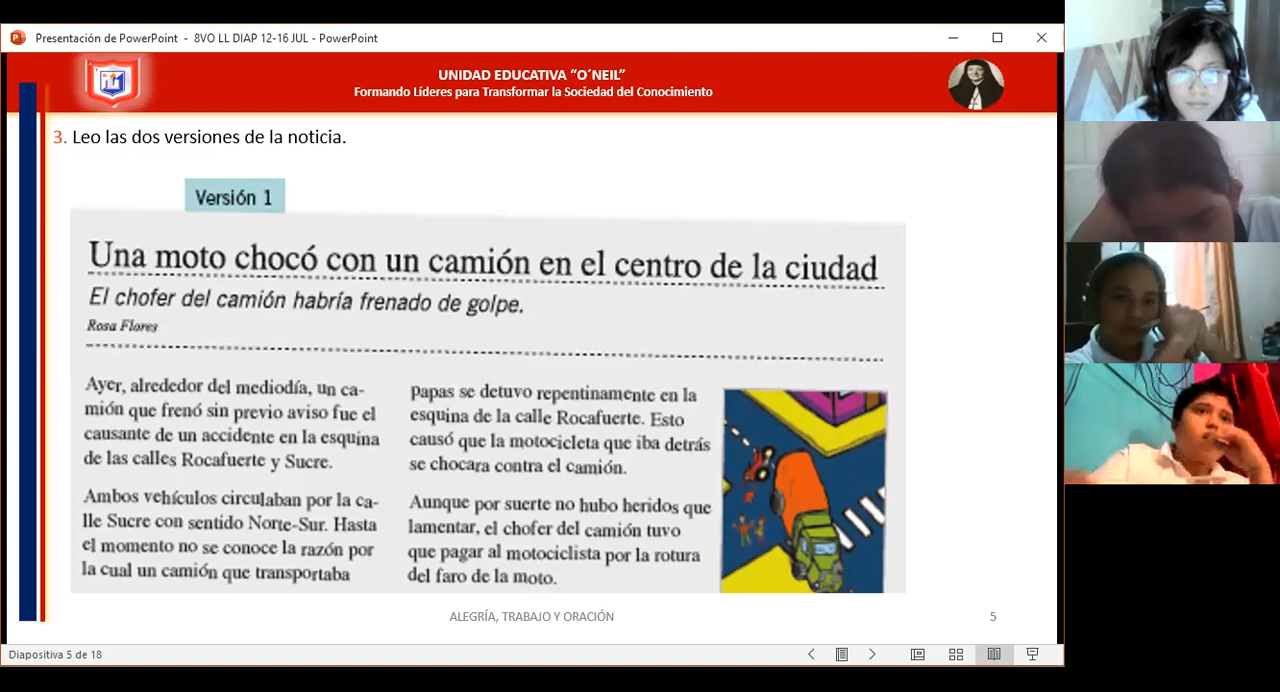 Presentación de PowerPoint - 8VO LL DIAP 12-16 JUL - PowerPoint
UNIDAD EDUCATIVA “O´NEIL”
Formando Líderes para Transformar la Sociedad del Conocimiento
3. Leo las dos versiones de la noticia.
Versión 1
Una moto chocó con un camión en el centro de la ciudad
El chofer del camión habría frenado de golpe.
Rosa Flores
Ayer, alrededor del mediodía, un ca-
mión que frenó sin previo aviso fue el
causante de un accidente en la esquina
de las calles Rocafuerte y Sucre.
Ambos vehículos circulaban por la ca-
lle Sucre con sentido Norte-Sur. Hasta
el momento no se conoce la razón por
la cual un camión que transportaba
papas se detuvo repentinamente en la
esquina de la calle Rocafuerte. Esto
causó que la motocicleta que iba detrás
se chocara contra el camión.
Aunque por suerte no hubo heridos que
lamentar, el chofer del camión tuvo
que pagar al motociclista por la rotura
del faro de la moto.
ALEGRÍA, TRABAJO Y ORACIÓN
5
Diapositiva 5 de 18